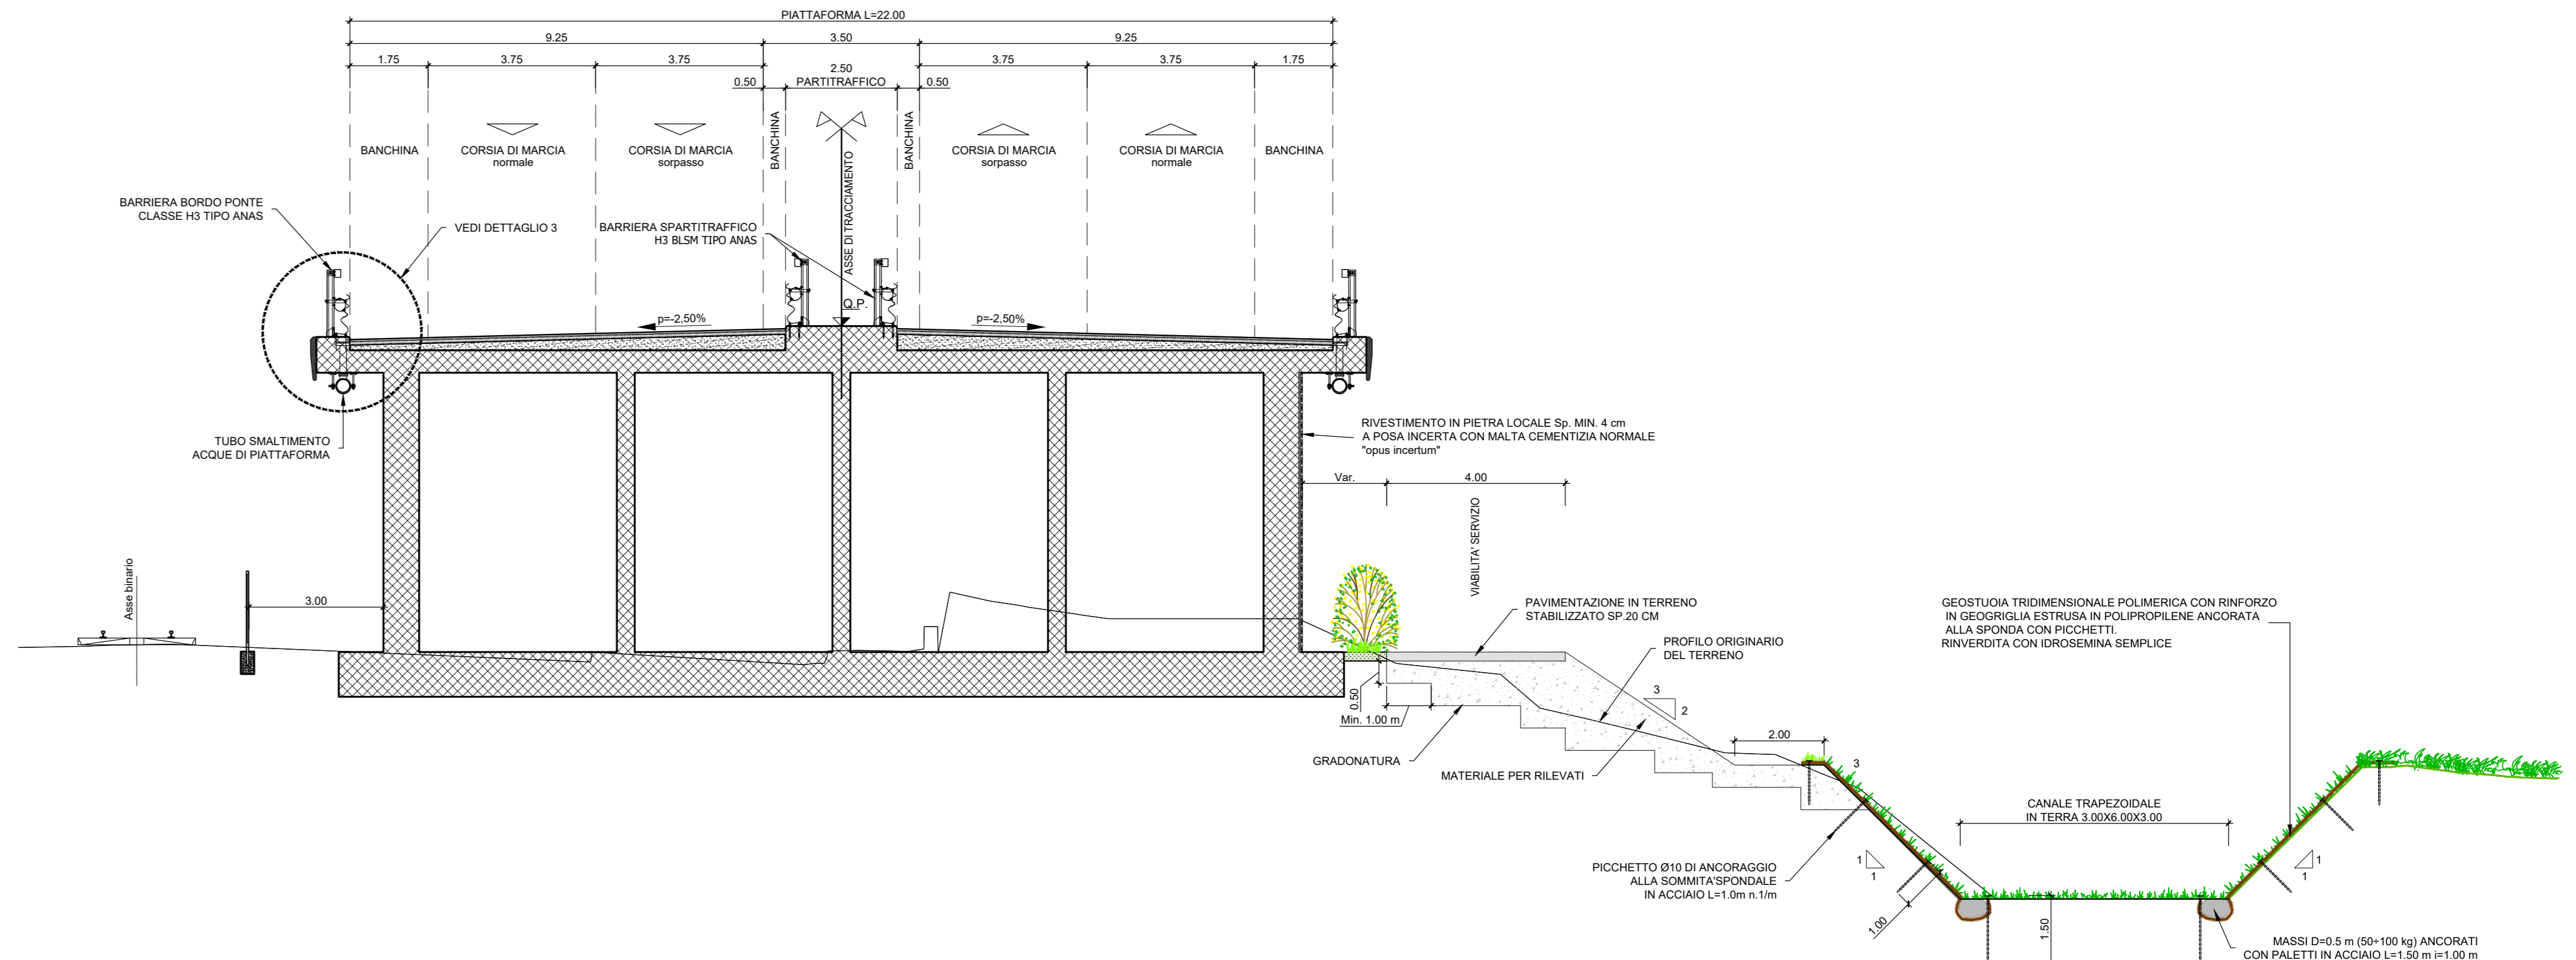 PIATTAFORMA L=22.00
9.25
3.50
9.25
1.75
3.75
3.75
2.50
3.75
3.75
1.75
0.50
PARTITRAFFICO
0.50
BANCHINA
CORSIA DI MARCIA
normale
CORSIA DI MARCIA
sorpasso
BANCHINA
ASSE DI TRACCIAMENTO
BANCHINA
CORSIA DI MARCIA
sorpasso
CORSIA DI MARCIA
normale
BANCHINA
BARRIERA BORDO PONTE
CLASSE H3 TIPO ANAS
VEDI DETTAGLIO 3
BARRIERA SPARTITRAFFICO
H3 BLSM TIPO ANAS
Q.P.
p=-2,50%
p=-2,50%
TUBO SMALTIMENTO
ACQUE DI PIATTAFORMA
RIVESTIMENTO IN PIETRA LOCALE Sp. MIN. 4 cm
A POSA INCERTA CON MALTA CEMENTIZIA NORMALE
"opus incertum"
Var.
4.00
VIABILITA' SERVIZIO
Asse binario
3.00
PAVIMENTAZIONE IN TERRENO
STABILIZZATO SP.20 CM
PROFILO ORIGINARIO
DEL TERRENO
GEOSTUOIA TRIDIMENSIONALE POLIMERICA CON RINFORZO
IN GEOGRIGLIA ESTRUSA IN POLIPROPILENE ANCORATA
ALLA SPONDA CON PICCHETTI.
RINVERDITA CON IDROSEMINA SEMPLICE
0.50
Min. 1.00 m
3
2
2.00
GRADONATURA
MATERIALE PER RILEVATI
3
CANALE TRAPEZOIDALE
IN TERRA 3.00X6.00X3.00
PICCHETTO Ø10 DI ANCORAGGIO
ALLA SOMMITA'SPONDALE
IN ACCIAIO L=1.0m n.1/m
1
1
1
1
1.00
1.50
MASSI D=0.5 m (50÷100 kg) ANCORATI
CON PALETTI IN ACCIAIO L=1.50 m i=1.00 m